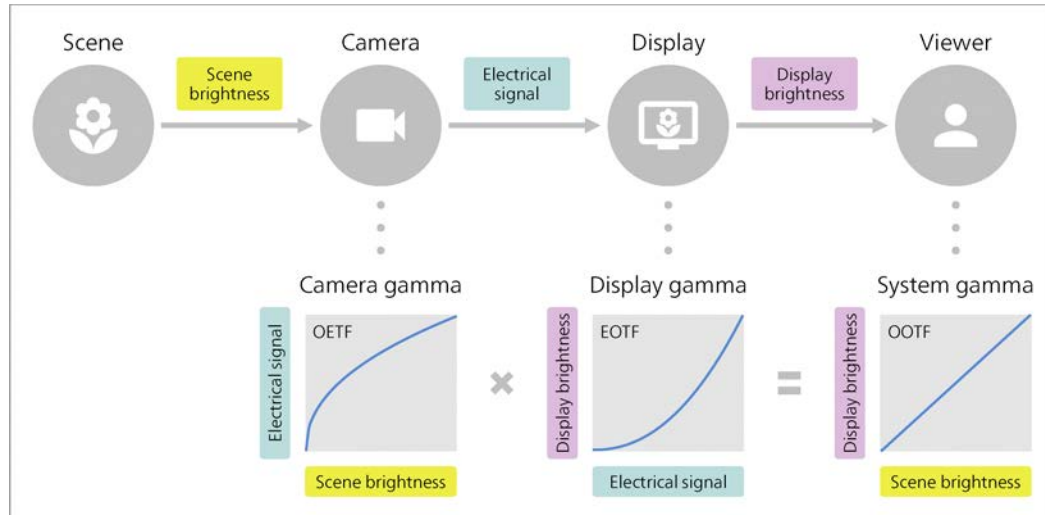 Scene
Camera
Display
Viewer
Scene
brightness
Electrical
signal
Display
brightness
Camera gamma
Display gamma
System gamma
Electrical signal
OETF
Scene brightness
Display brightness
EOTF
Electrical signal
Display brightness
OOTF
Scene brightness